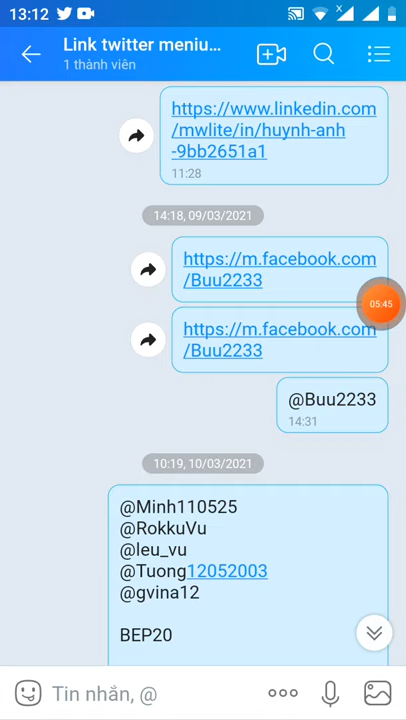 13:12
Link twitter meniu...
1 thành viên
https://www.linkedin.com
/mwlite/in/huynh-anh
-9bb2651a1
11:28
14:18, 09/03/2021
https://m.facebook.com
/Buu2233
05:45
https://m.facebook.com
/Buu2233
@Buu2233
14:31
10:19, 10/03/2021
@Minh110525
@RokkuVu
@leu_vu
@Tuong12052003
@gvina12
BEP20
Tin nhắn, @